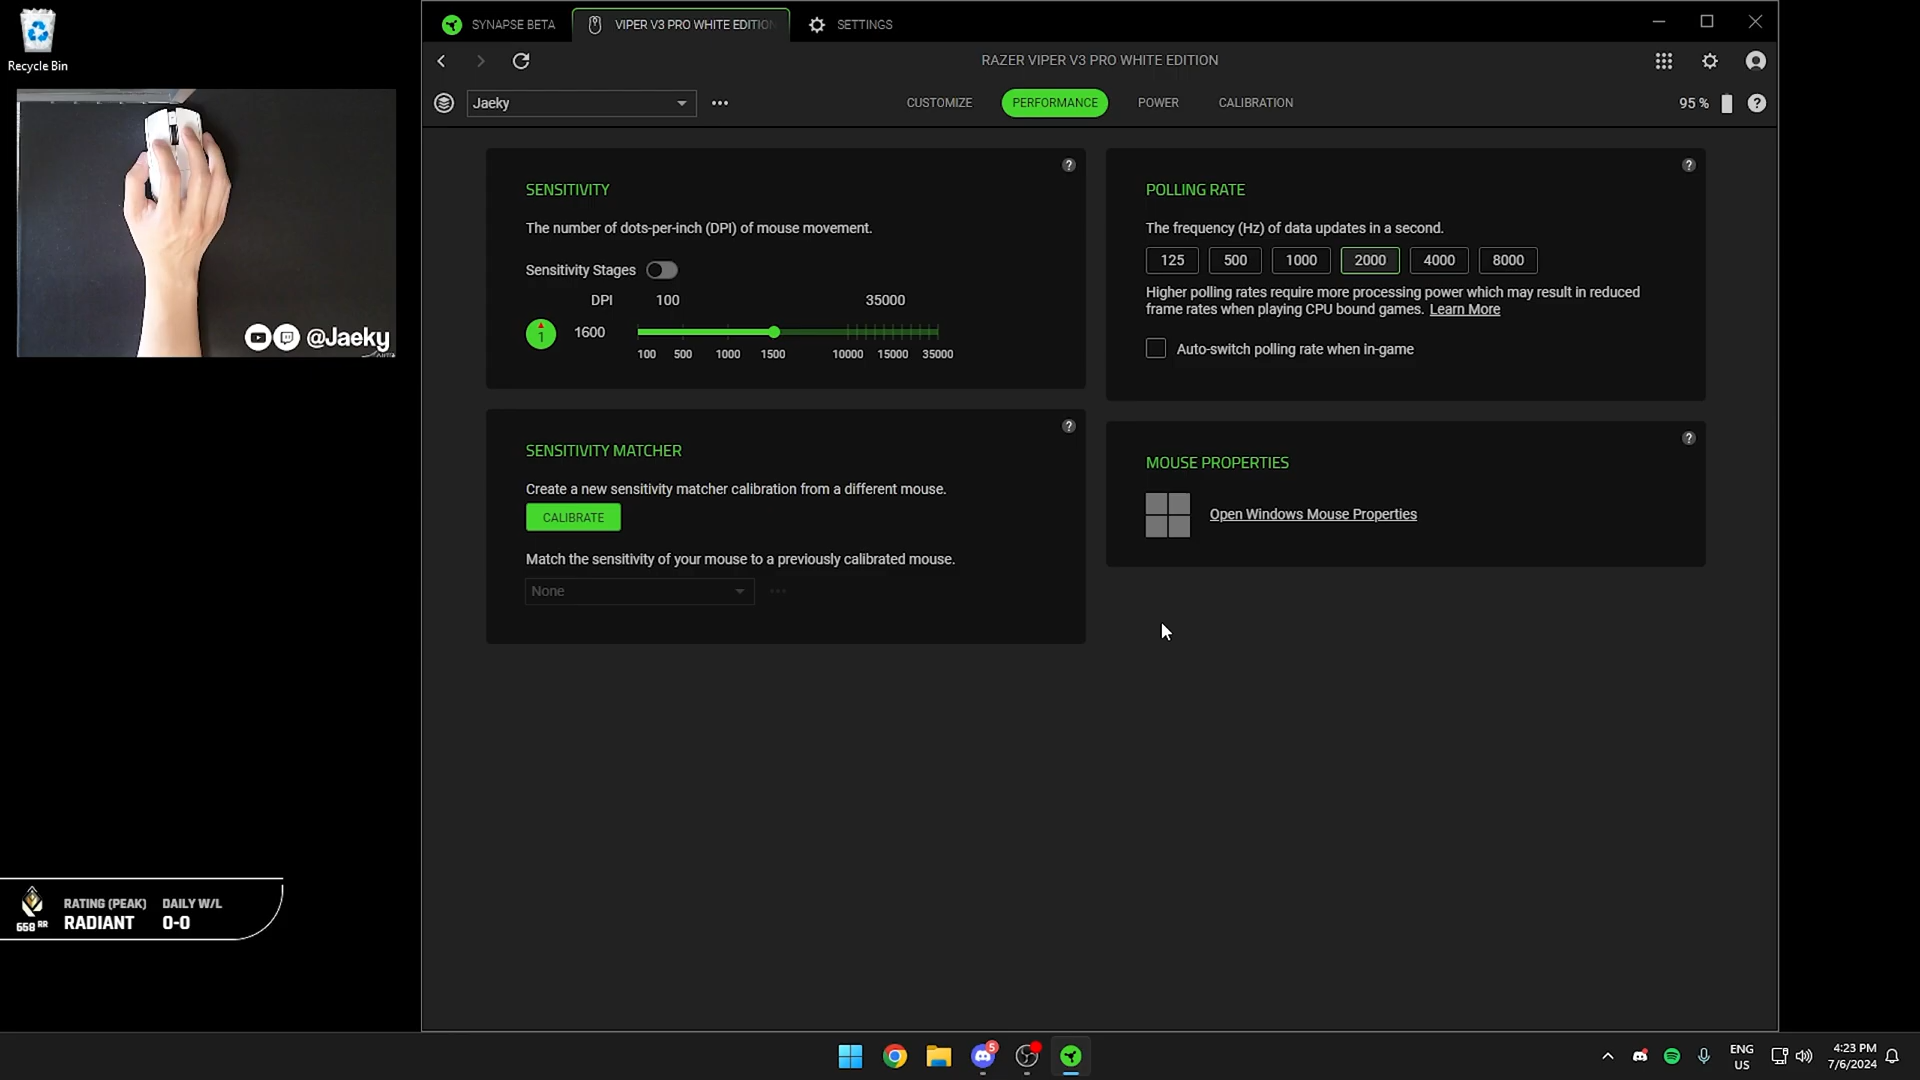 Recycle Bin
@Jaeky
RATING (PEAK) DAILY W/L
658 RR RADIANT 0-0
SYNAPSE BETA VIPER V3 PRO WHITE EDITION SETTINGS
RAZER VIPER V3 PRO WHITE EDITION
Jaeky CUSTOMIZE PERFORMANCE POWER CALIBRATION 95 %
SENSITIVITY
The number of dots-per-inch (DPI) of mouse movement.
Sensitivity Stages
DPI 100 35000
1 1600
100 500 1000 1500 10000 15000 35000
SENSITIVITY MATCHER
Create a new sensitivity matcher calibration from a different mouse.
CALIBRATE
Match the sensitivity of your mouse to a previously calibrated mouse.
None
POLLING RATE
The frequency (Hz) of data updates in a second.
125 500 1000 2000 4000 8000
Higher polling rates require more processing power which may result in reduced
frame rates when playing CPU bound games. Learn More
Auto-switch polling rate when in-game
MOUSE PROPERTIES
Open Windows Mouse Properties
5
ENG
US
4:23 PM
7/6/2024